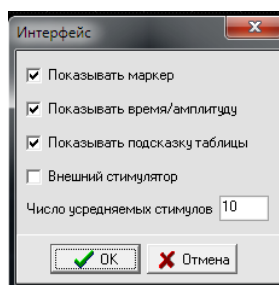 Интерфейс
Показывать маркер
Показывать время/амплитуду
Показывать подсказку таблицы
Внешний стимулятор
Число усредняемых стимулов 10
OK Отмена